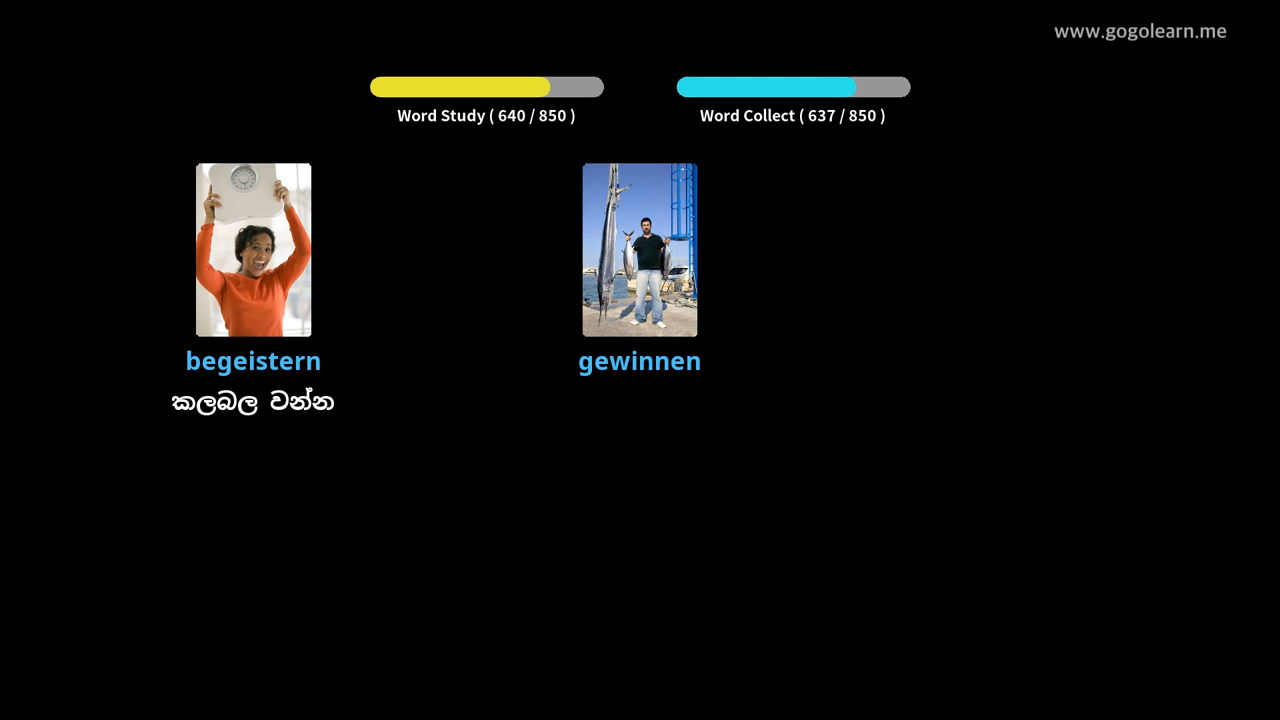 www.gogolearn.me
Word Study ( 640 / 850 )
Word Collect ( 637 / 850 )
begeistern
gewinnen
කලබල වන්න